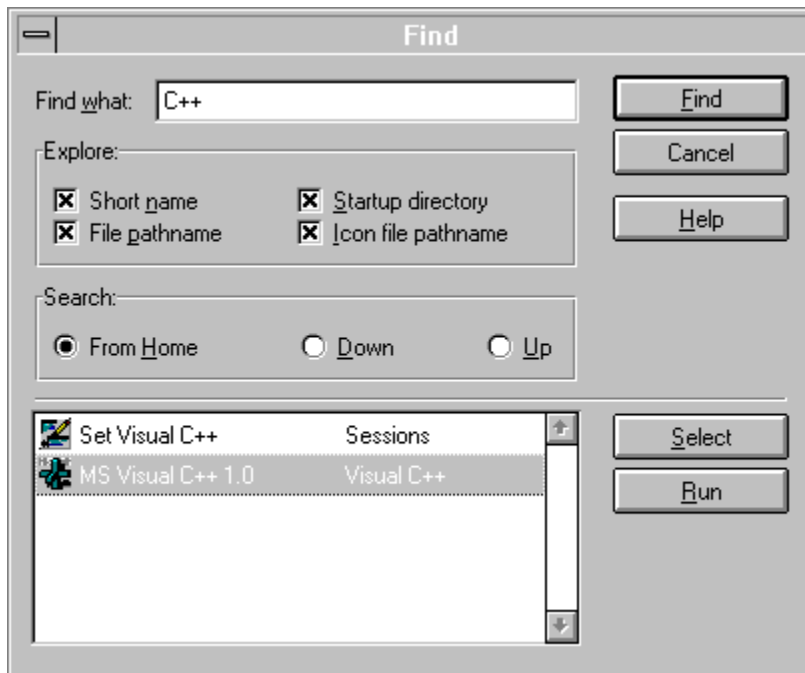 Find
Find what: C++ Find
Cancel
Explore:
Short name Startup directory
File pathname Icon file pathname
Help
Search:
From Home Down Up
Set Visual C++ Sessions
MS Visual C++ 1.0 Visual C++
Select
Run